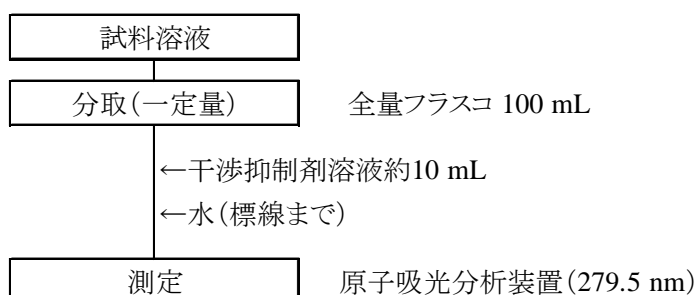 試料溶液
分取(一定量) 全量フラスコ 100 mL
←干渉抑制剤溶液約10 mL
←水(標線まで)
測定 原子吸光分析装置(279.5 nm)